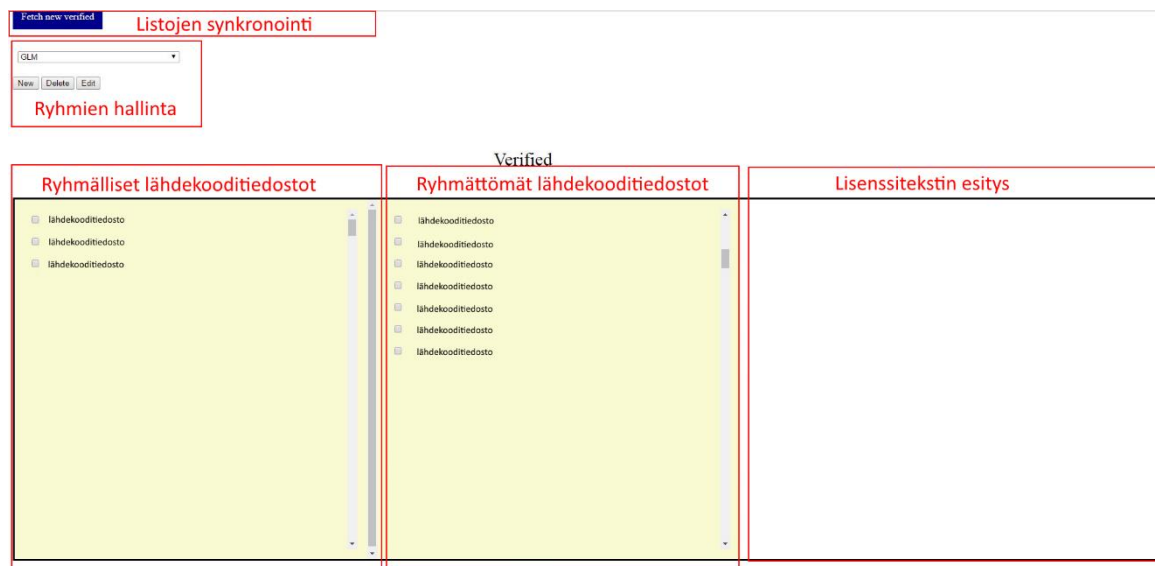 Fetch new verified
Listojen synkronointi
GLM
New Delete Edit
Ryhmien hallinta
Verified
Ryhmälliset lähdekooditiedostot
Ryhmättömät lähdekooditiedostot
Lisenssitekstin esitys
lähdekooditiedosto
lähdekooditiedosto
lähdekooditiedosto
lähdekooditiedosto
lähdekooditiedosto
lähdekooditiedosto
lähdekooditiedosto
lähdekooditiedosto
lähdekooditiedosto
lähdekooditiedosto